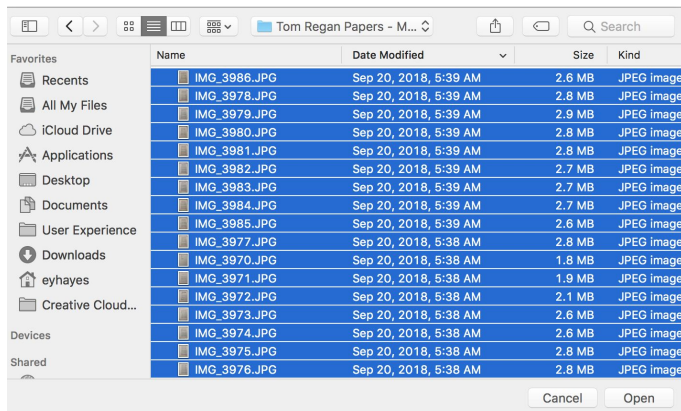 Tom Regan Papers - M...
Search
Favorites
Recents
All My Files
iCloud Drive
Applications
Desktop
Documents
User Experience
Downloads
eyhayes
Creative Cloud...
Devices
Shared
Name Date Modified Size Kind
IMG_3986.JPG Sep 20, 2018, 5:39 AM 2.6 MB JPEG image
IMG_3978.JPG Sep 20, 2018, 5:39 AM 2.8 MB JPEG image
IMG_3979.JPG Sep 20, 2018, 5:39 AM 2.9 MB JPEG image
IMG_3980.JPG Sep 20, 2018, 5:39 AM 2.8 MB JPEG image
IMG_3981.JPG Sep 20, 2018, 5:39 AM 2.8 MB JPEG image
IMG_3982.JPG Sep 20, 2018, 5:39 AM 2.7 MB JPEG image
IMG_3983.JPG Sep 20, 2018, 5:39 AM 2.7 MB JPEG image
IMG_3984.JPG Sep 20, 2018, 5:39 AM 2.7 MB JPEG image
IMG_3985.JPG Sep 20, 2018, 5:39 AM 2.6 MB JPEG image
IMG_3977.JPG Sep 20, 2018, 5:38 AM 2.8 MB JPEG image
IMG_3970.JPG Sep 20, 2018, 5:38 AM 1.8 MB JPEG image
IMG_3971.JPG Sep 20, 2018, 5:38 AM 1.9 MB JPEG image
IMG_3972.JPG Sep 20, 2018, 5:38 AM 2.1 MB JPEG image
IMG_3973.JPG Sep 20, 2018, 5:38 AM 2.6 MB JPEG image
IMG_3974.JPG Sep 20, 2018, 5:38 AM 2.6 MB JPEG image
IMG_3975.JPG Sep 20, 2018, 5:38 AM 2.8 MB JPEG image
IMG_3976.JPG Sep 20, 2018, 5:38 AM 2.8 MB JPEG image
Cancel Open